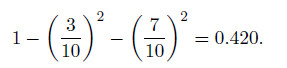 1 − (3/10)² − (7/10)² = 0.420.